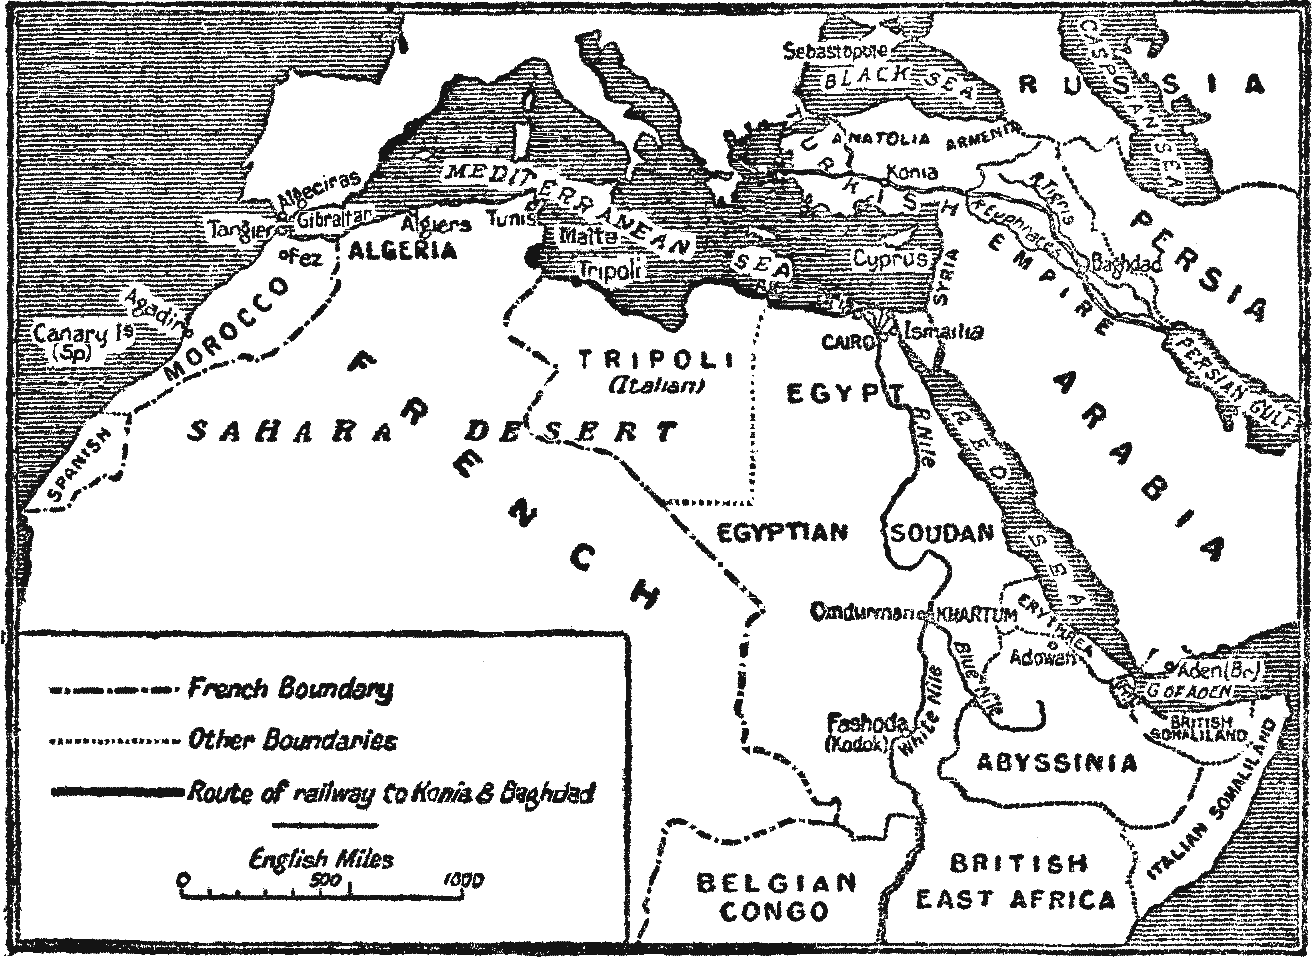 Sebastopole
BLACK SEA
CASPIAN SEA
RUSSIA
ANATOLIA
ARMENIA
TURKISH EMPIRE
Konia
MEDITERRANEAN SEA
Algeciras
Gibraltar
Tangier
Algiers
Tunis
Malta
Tripoli
Cyprus
SYRIA
R Euphrates
R Tigris
Baghdad
PERSIA
PERSIAN GULF
Fez
ALGERIA
MOROCCO
Agadir
Canary Is
(Sp)
SPANISH
SAHARA DESERT
FRENCH
TRIPOLI
(Italian)
CAIRO
Ismailia
EGYPT
R Nile
RED SEA
ARABIA
EGYPTIAN SOUDAN
Omdurman
KHARTUM
ERYTHREA
Adowah
Blue Nile
White Nile
Fashoda
(Kodok)
Aden (Br)
G OF ADEN
BRITISH
SOMALILAND
ABYSSINIA
ITALIAN SOMALILAND
BRITISH
EAST AFRICA
BELGIAN
CONGO
French Boundary
Other Boundaries
Route of railway to Konia & Baghdad
English Miles
0 500 1000